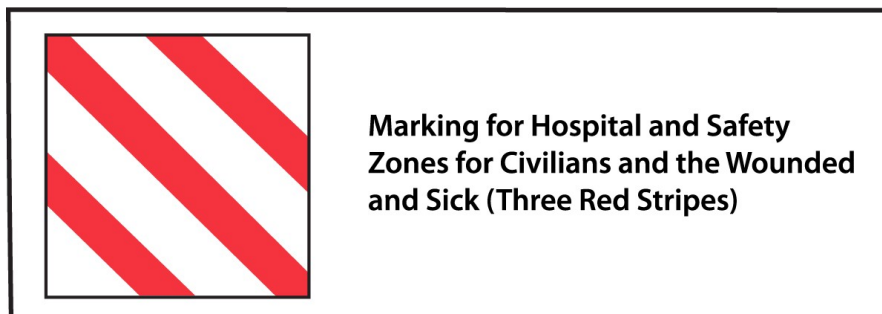 Marking for Hospital and Safety
Zones for Civilians and the Wounded
and Sick (Three Red Stripes)